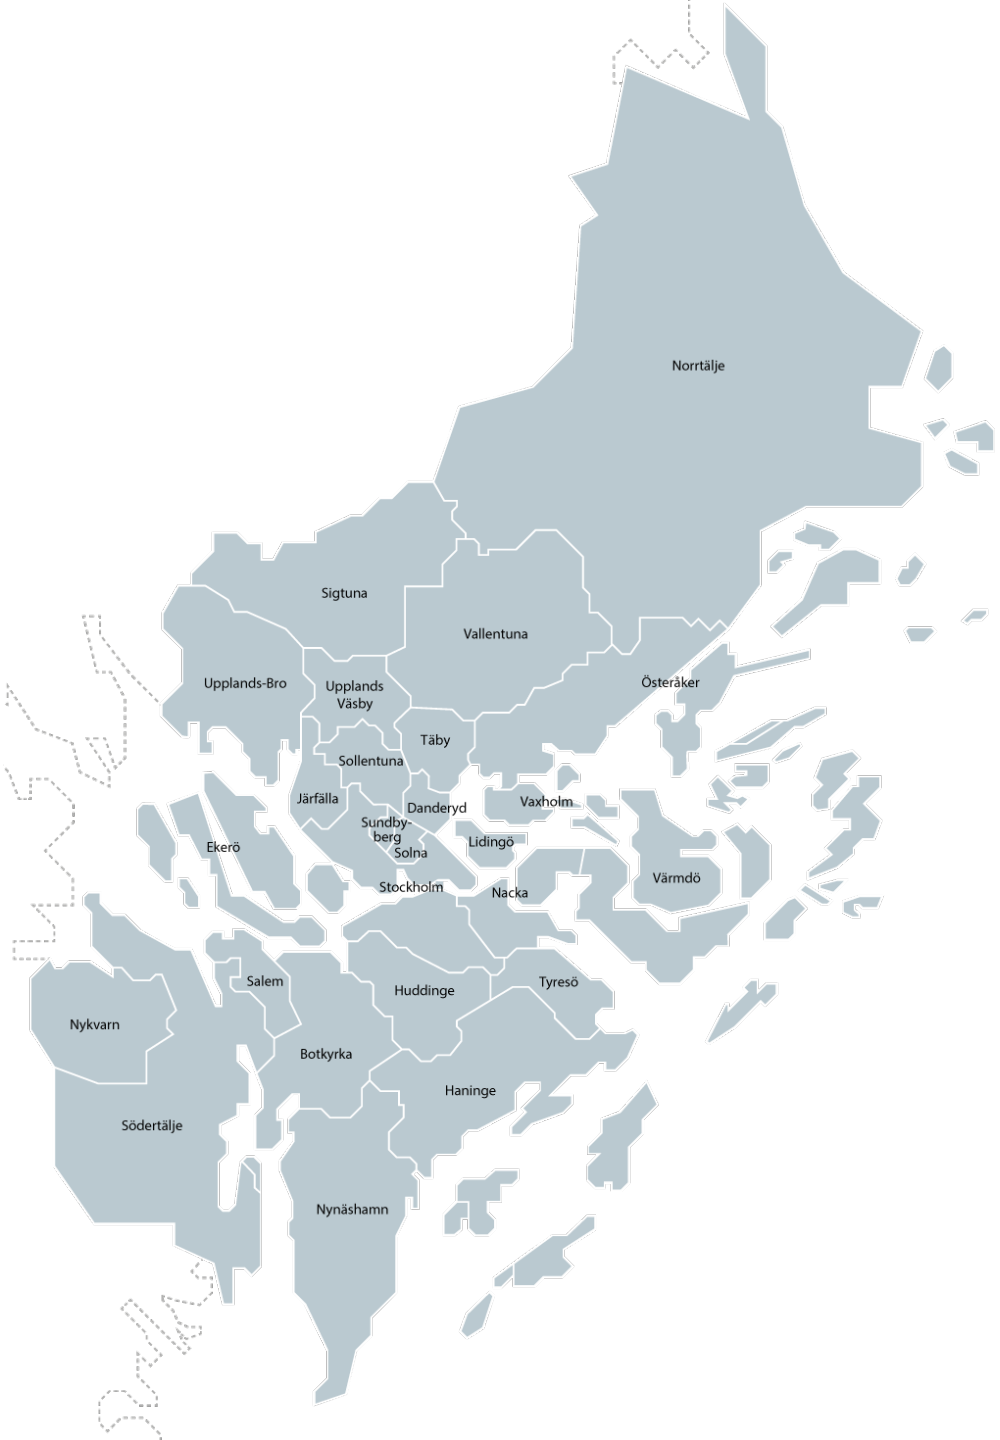 Norrtälje
Sigtuna
Vallentuna
Upplands-Bro
Upplands
Väsby
Österåker
Täby
Sollentuna
Järfälla
Danderyd
Vaxholm
Sundby-
berg
Ekerö
Solna
Lidingö
Stockholm
Nacka
Värmdö
Salem
Huddinge
Tyresö
Nykvarn
Botkyrka
Haninge
Södertälje
Nynäshamn